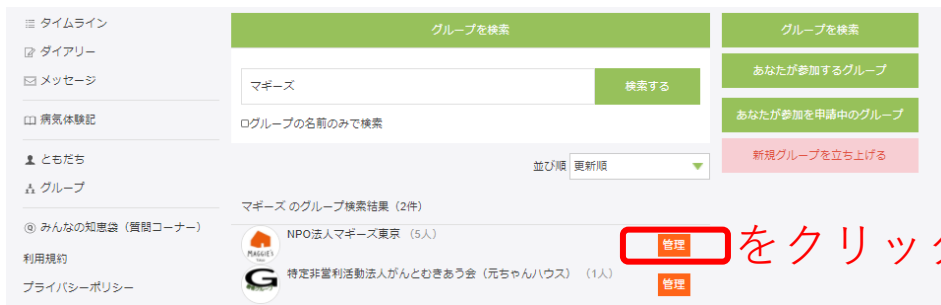 タイムライン
ダイアリー
メッセージ
病気体験記
ともだち
グループ
みんなの知恵袋（質問コーナー）
利用規約
プライバシーポリシー
グループを検索
マギーズ
検索する
グループの名前のみで検索
並び順 更新順
マギーズ のグループ検索結果（2件）
MAGGIE'S
NPO法人マギーズ東京（5人）
管理
をクリック
特定非営利活動法人がんとむきあう会（元ちゃんハウス）（1人）
管理
グループを検索
あなたが参加するグループ
あなたが参加を申請中のグループ
新規グループを立ち上げる